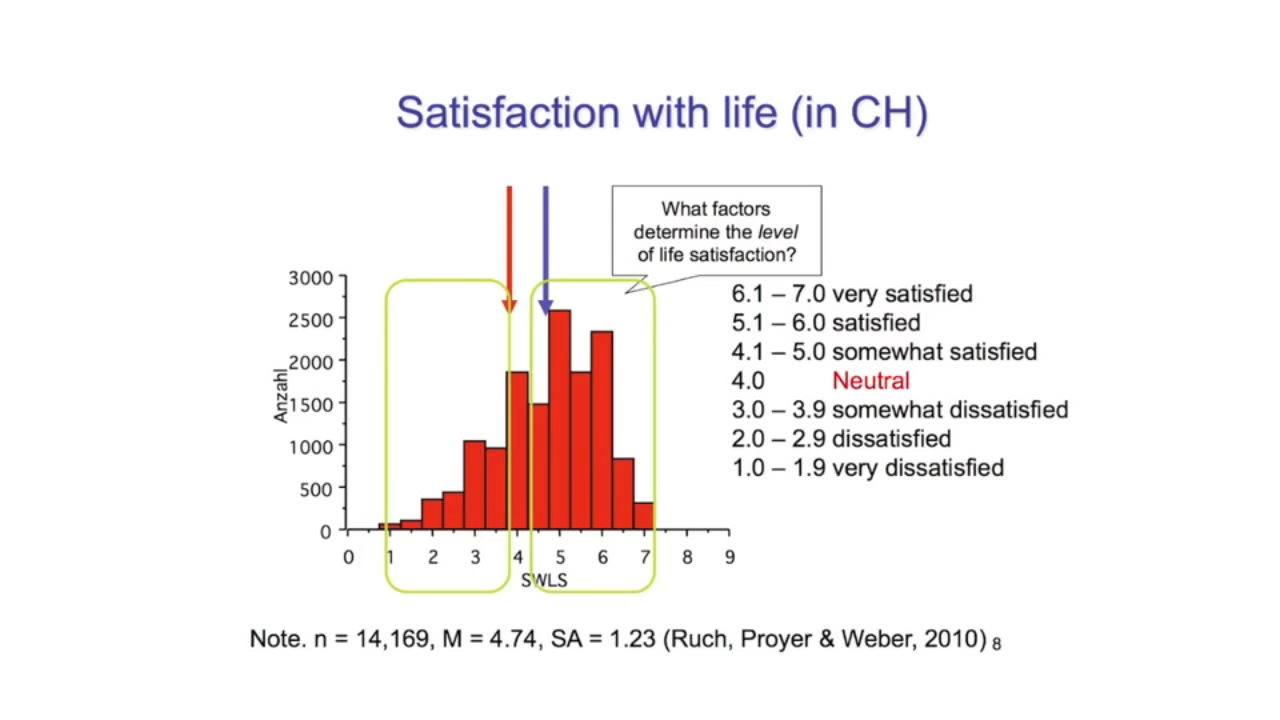 Satisfaction with life (in CH)
What factors
determine the level
of life satisfaction?
3000
2500
2000
1500
1000
500
0
Anzahl
0 1 2 3 4 5 6 7 8 9
SWLS
6.1 – 7.0 very satisfied
5.1 – 6.0 satisfied
4.1 – 5.0 somewhat satisfied
4.0 Neutral
3.0 – 3.9 somewhat dissatisfied
2.0 – 2.9 dissatisfied
1.0 – 1.9 very dissatisfied
Note. n = 14,169, M = 4.74, SA = 1.23 (Ruch, Proyer & Weber, 2010) 8